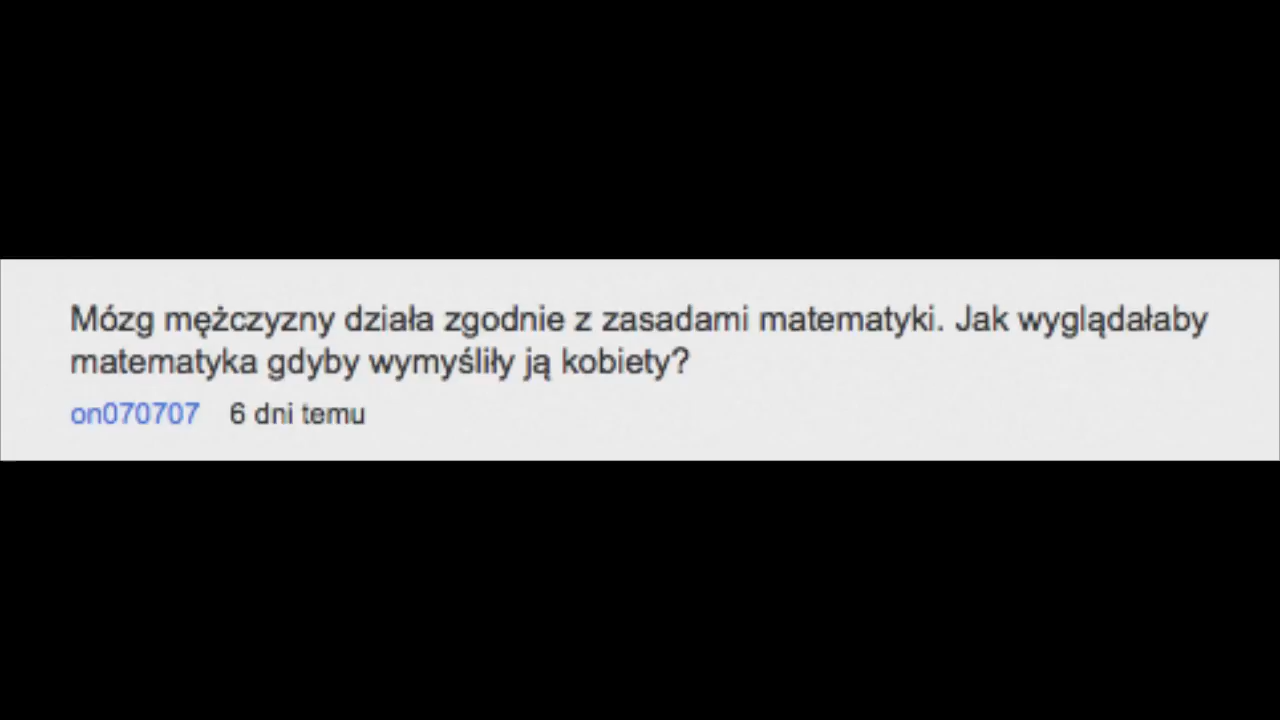 Mózg mężczyzny działa zgodnie z zasadami matematyki. Jak wyglądałaby
matematyka gdyby wymyśliły ją kobiety?
on070707 6 dni temu